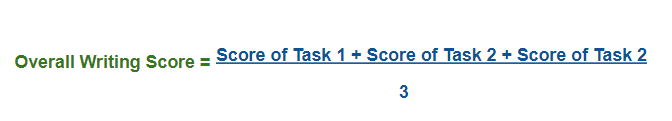 Overall Writing Score = Score of Task 1 + Score of Task 2 + Score of Task 2
3